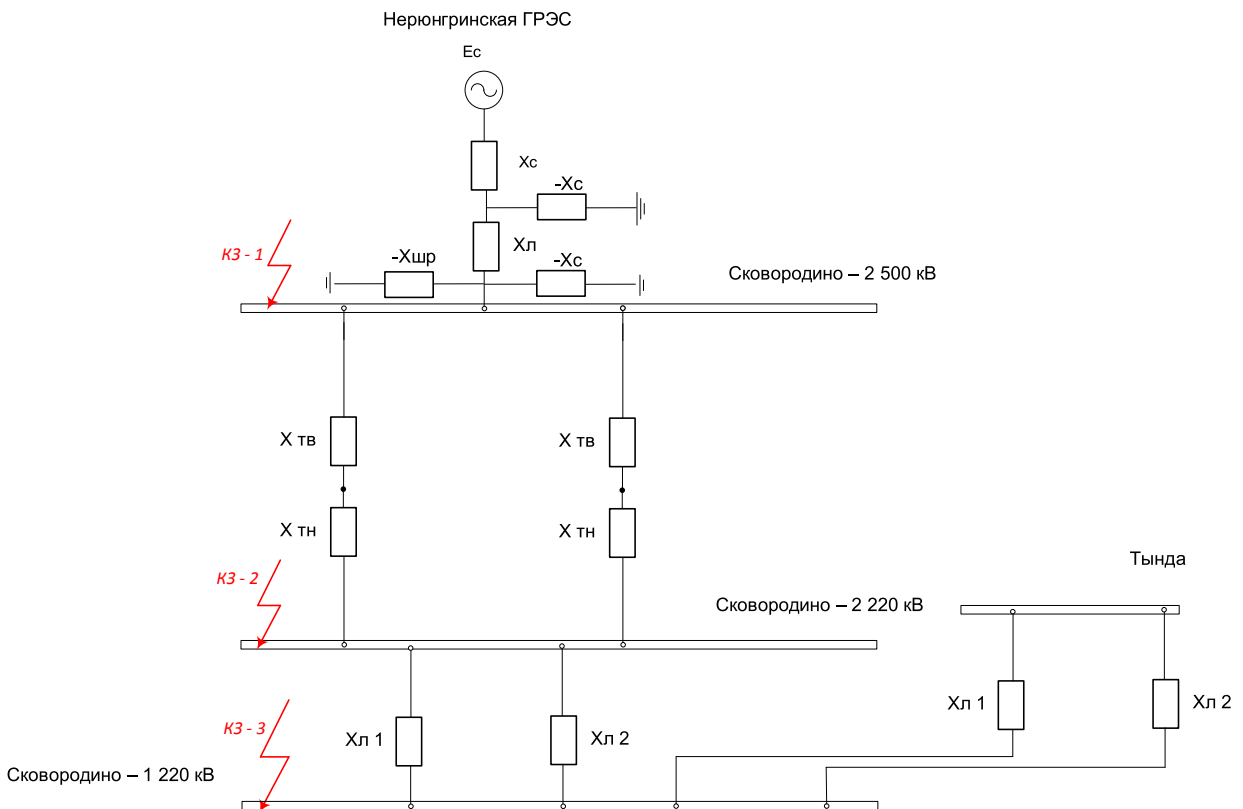 Нерюнгринская ГРЭС
Ес
Хс
-Хс
КЗ - 1
Хл
-Хшр
-Хс
Сковородино – 2 500 кВ
Х тв
Х тв
Х тн
Х тн
Тында
КЗ - 2
Сковородино – 2 220 кВ
Хл 1
Хл 2
КЗ - 3
Хл 1
Хл 2
Сковородино – 1 220 кВ